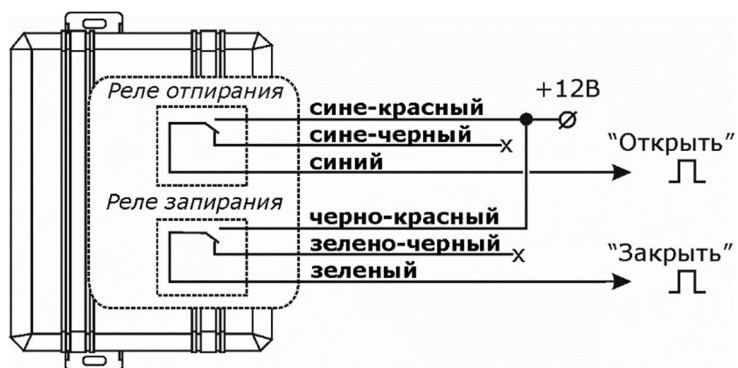 Реле отпирания
сине-красный
+12В
сине-черный
x
"Открыть"
синий
Реле запирания
черно-красный
зелено-черный
x
"Закрыть"
зеленый